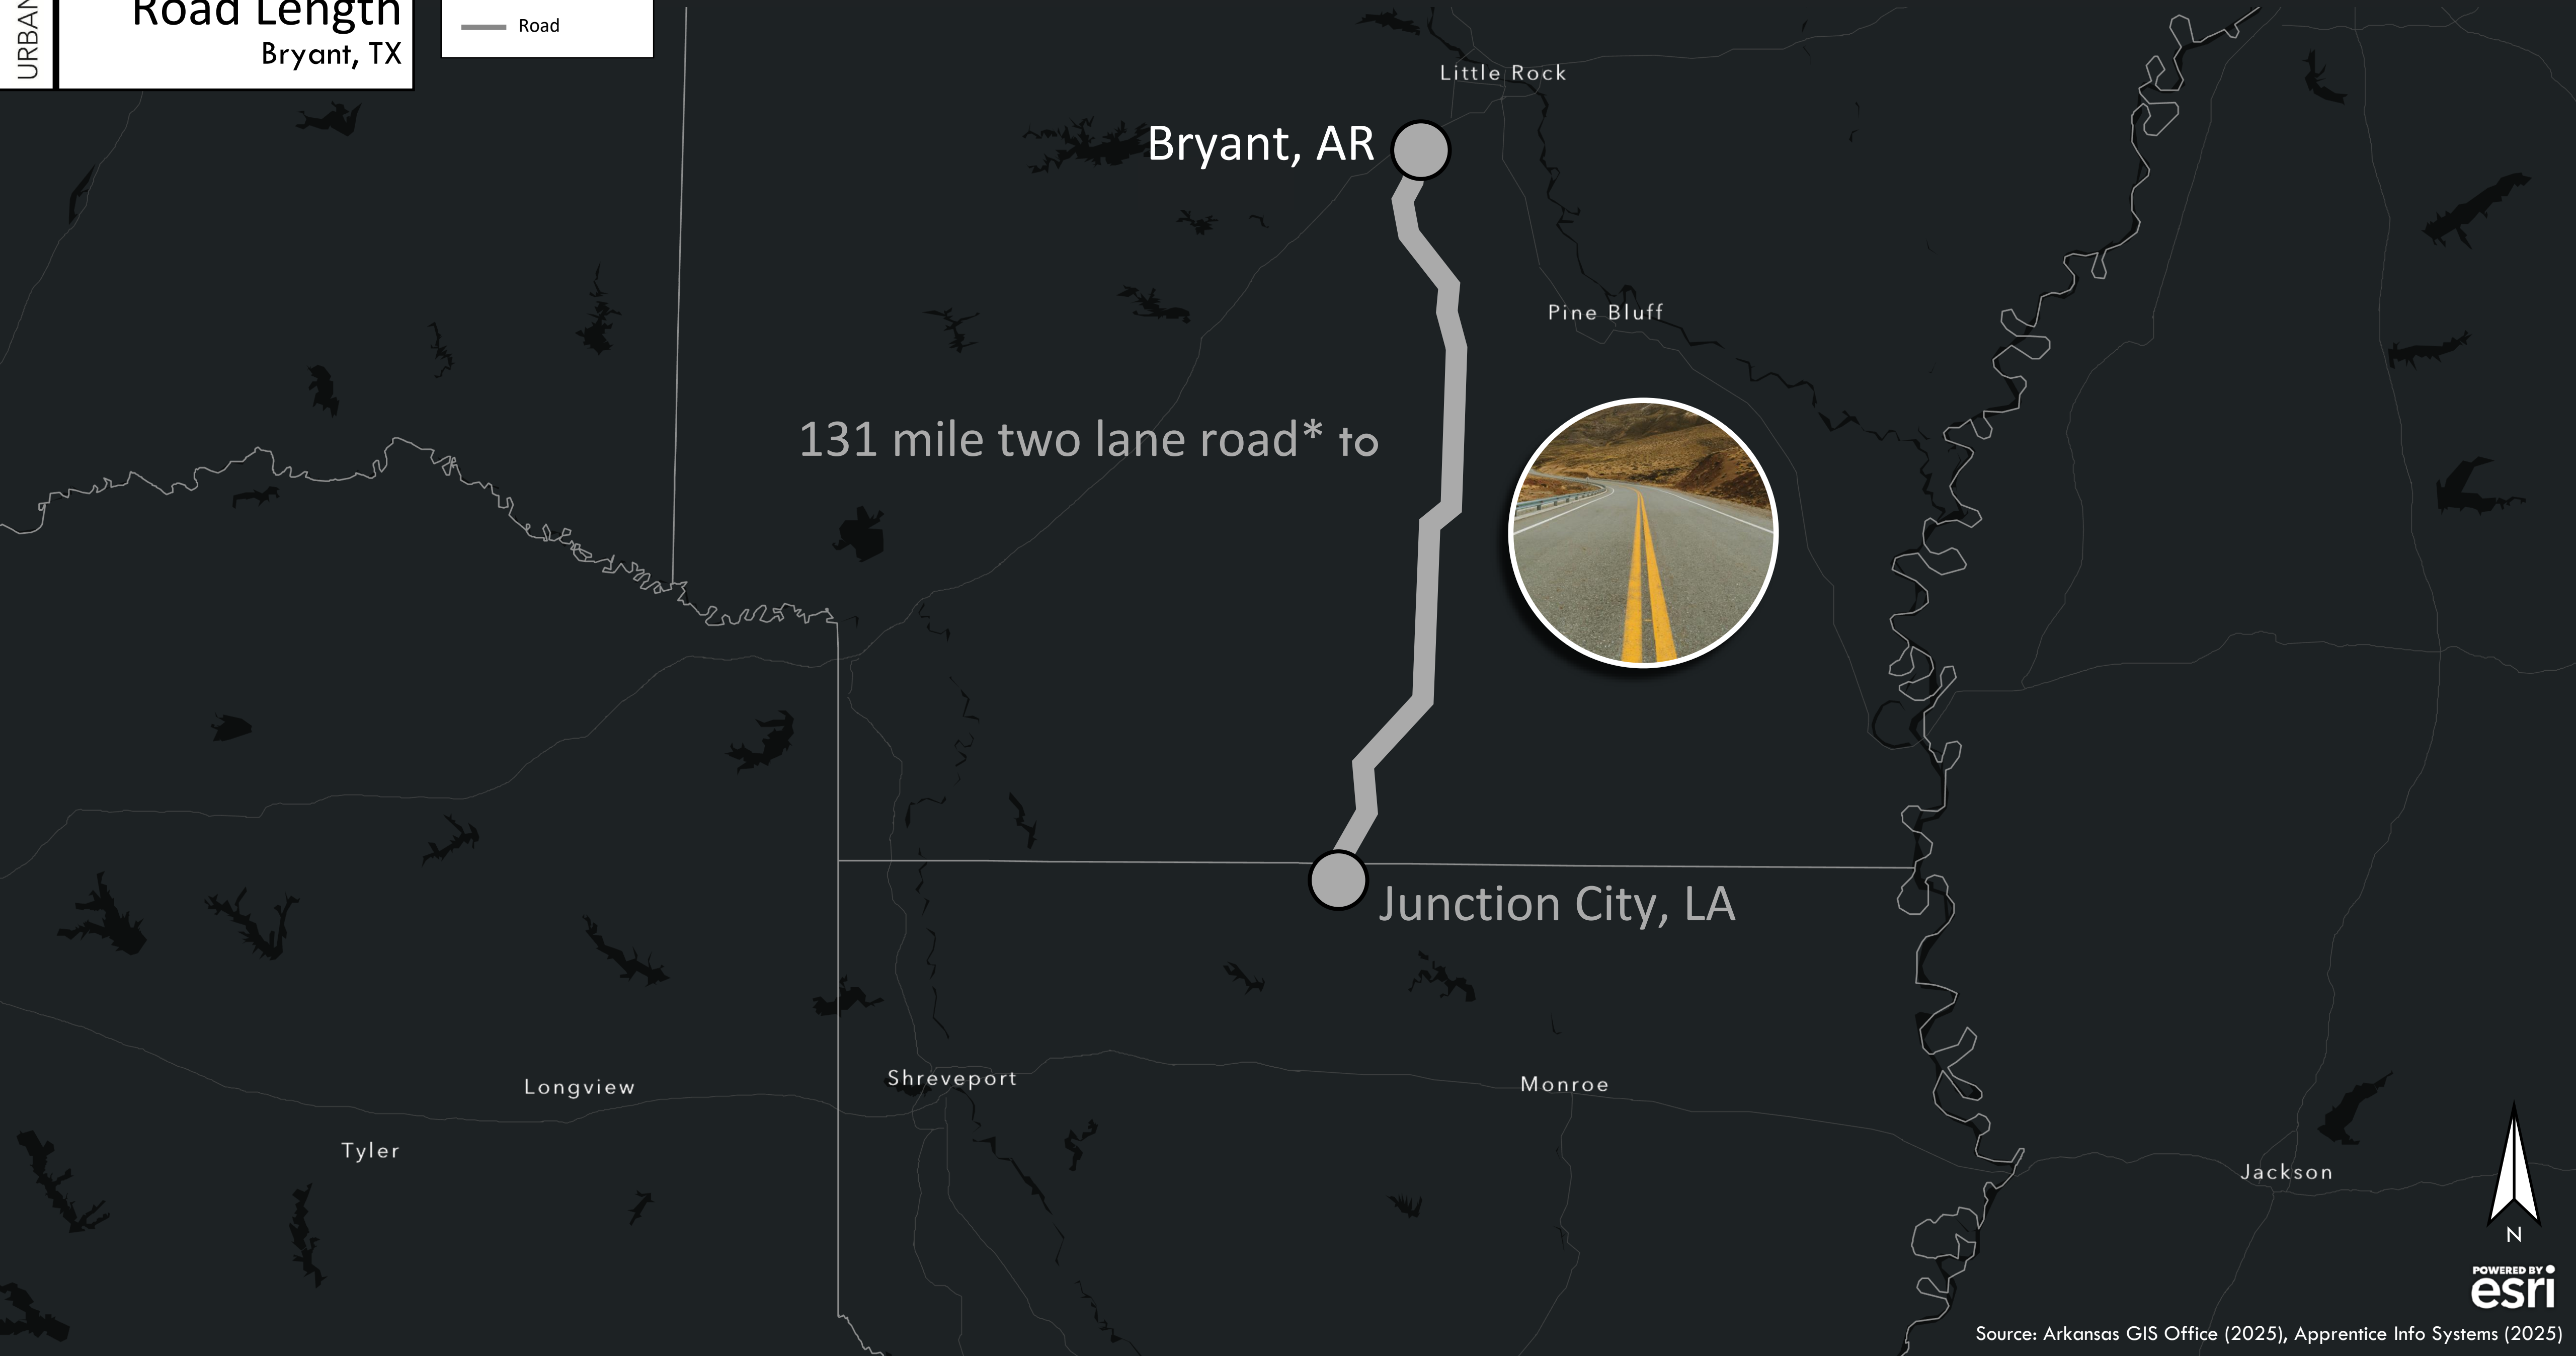 URBAN
Road Length
Bryant, TX
Road
Little Rock
Bryant, AR
Pine Bluff
131 mile two lane road* to
Junction City, LA
Longview
Shreveport
Monroe
Tyler
Jackson
N
POWERED BY
esri
Source: Arkansas GIS Office (2025), Apprentice Info Systems (2025)